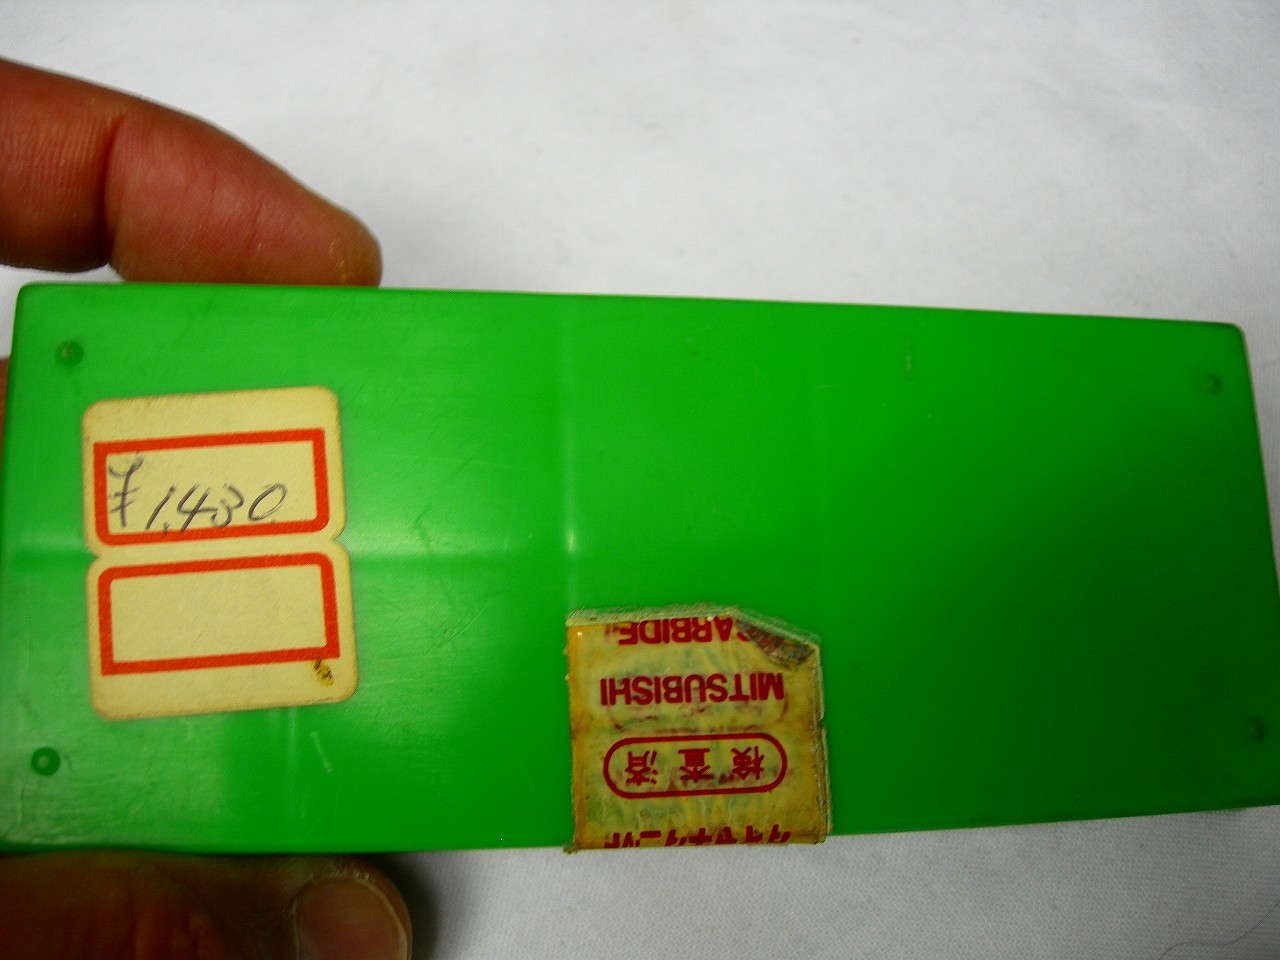 ¥1,430
検査済
MITSUBISHI
CARBIDE